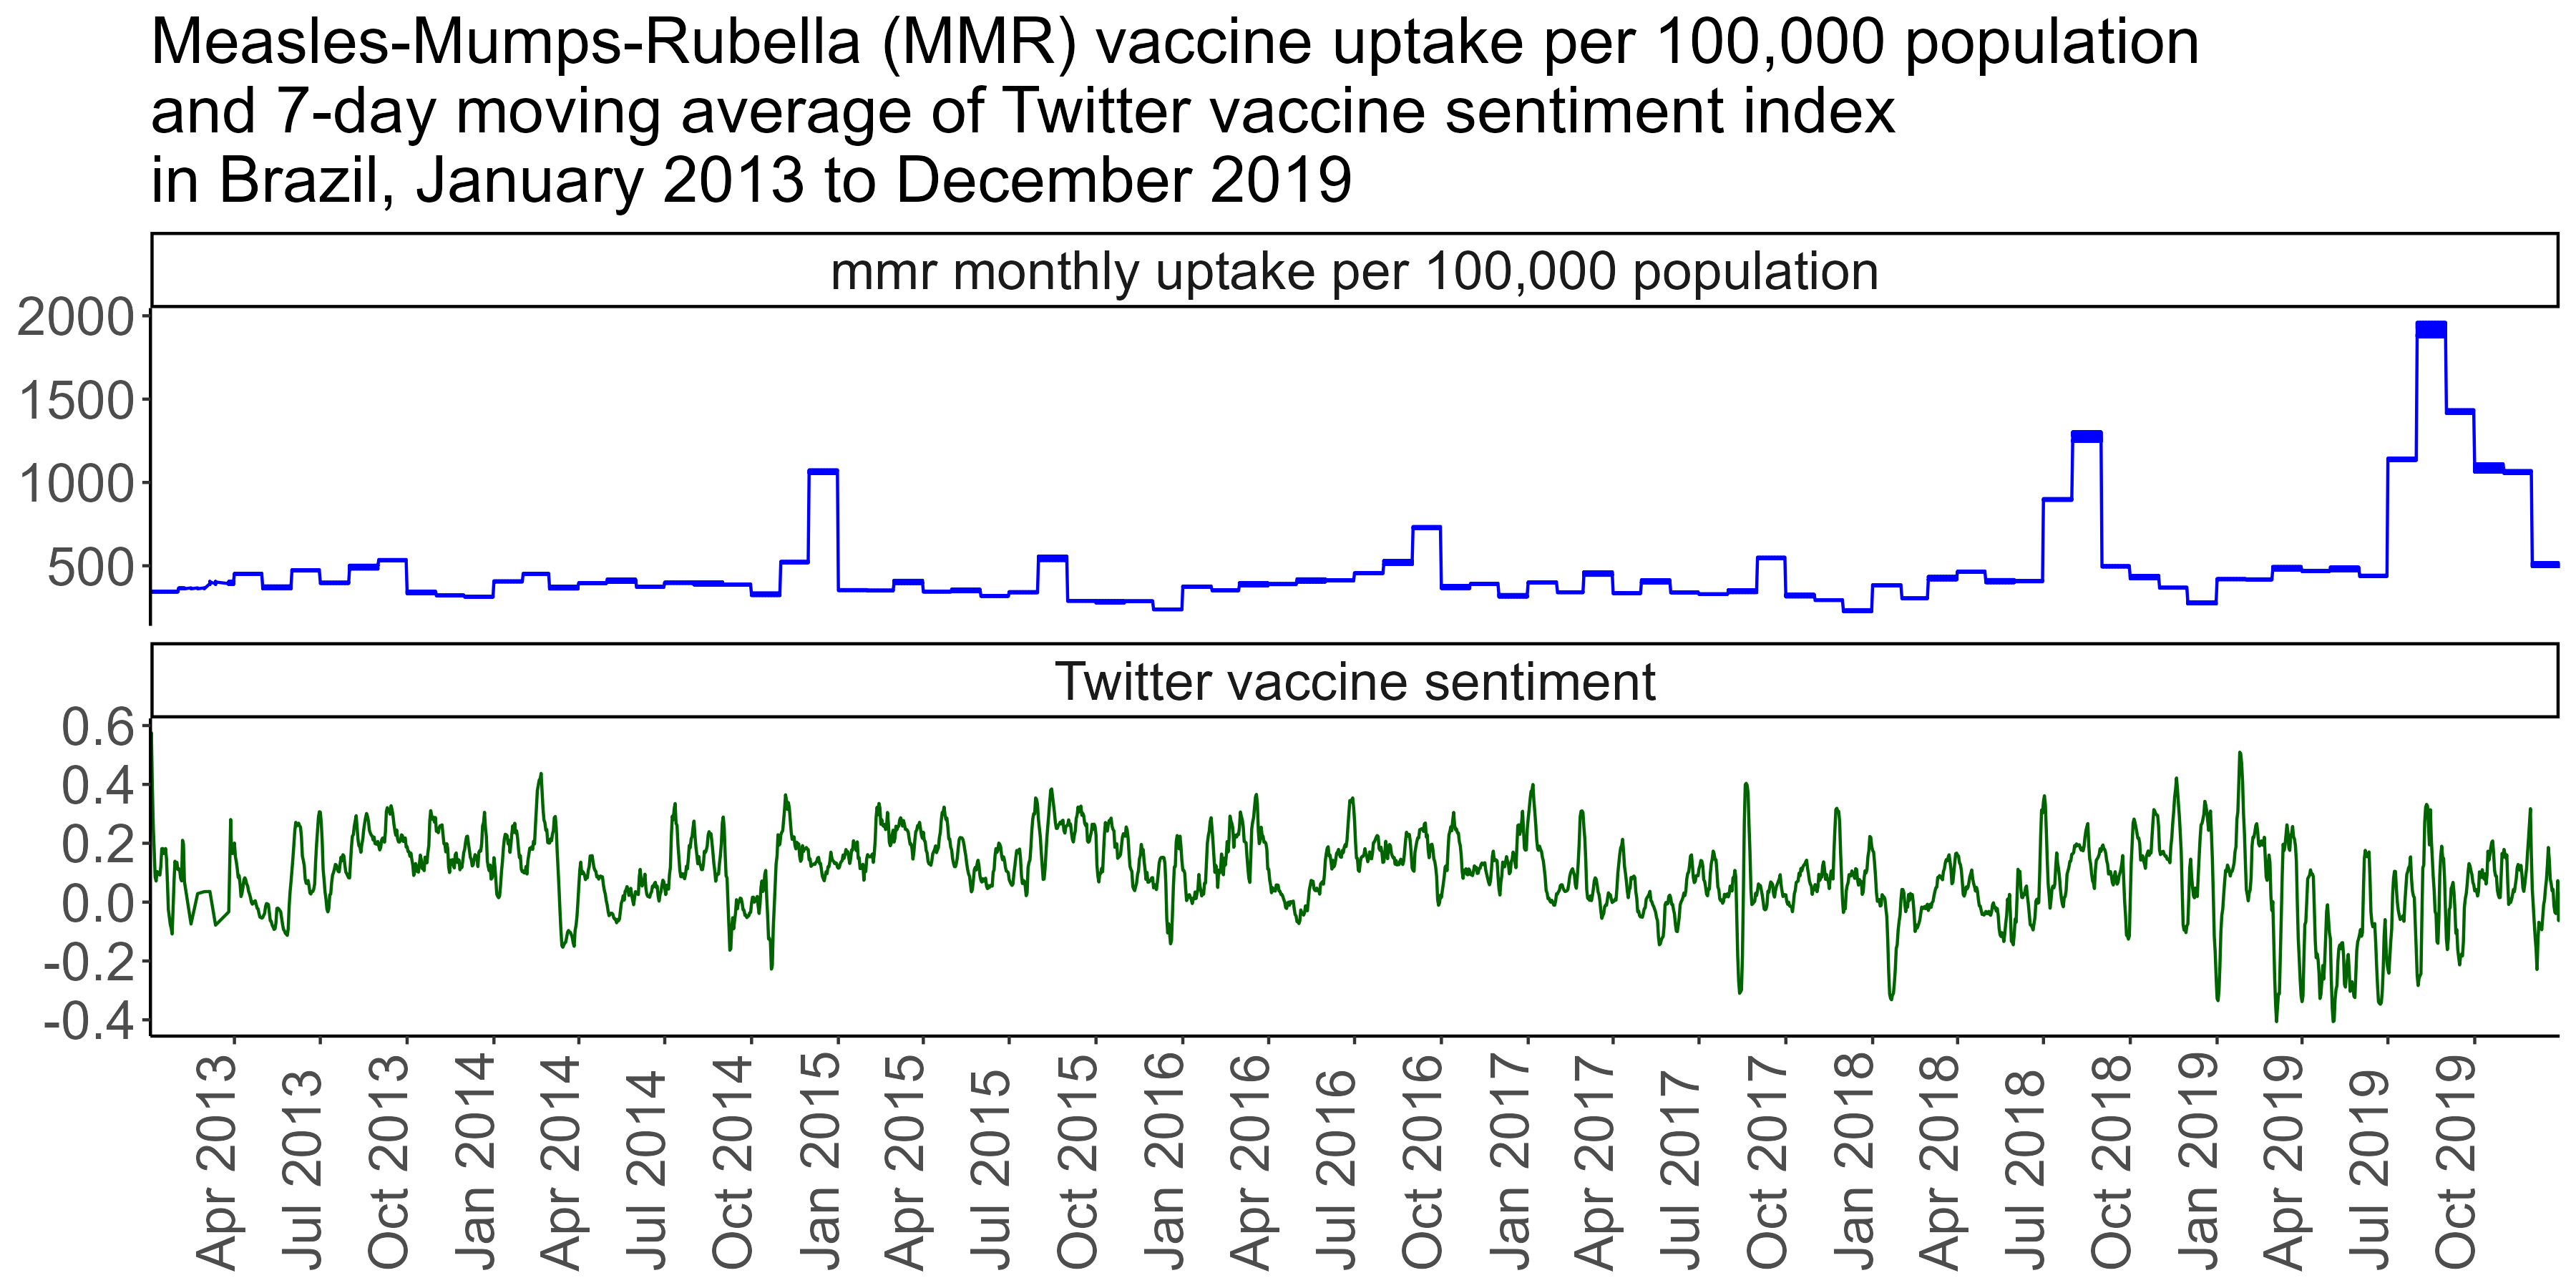 Measles-Mumps-Rubella (MMR) vaccine uptake per 100,000 population
and 7-day moving average of Twitter vaccine sentiment index
in Brazil, January 2013 to December 2019
mmr monthly uptake per 100,000 population
2000
1500
1000
500
Twitter vaccine sentiment
0.6
0.4
0.2
0.0
-0.2
-0.4
Apr 2013
Jul 2013
Oct 2013
Jan 2014
Apr 2014
Jul 2014
Oct 2014
Jan 2015
Apr 2015
Jul 2015
Oct 2015
Jan 2016
Apr 2016
Jul 2016
Oct 2016
Jan 2017
Apr 2017
Jul 2017
Oct 2017
Jan 2018
Apr 2018
Jul 2018
Oct 2018
Jan 2019
Apr 2019
Jul 2019
Oct 2019